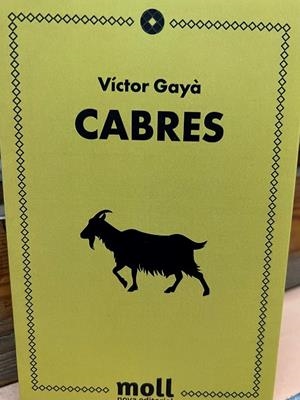 Víctor Gayà
CABRES
moll
nova editorial